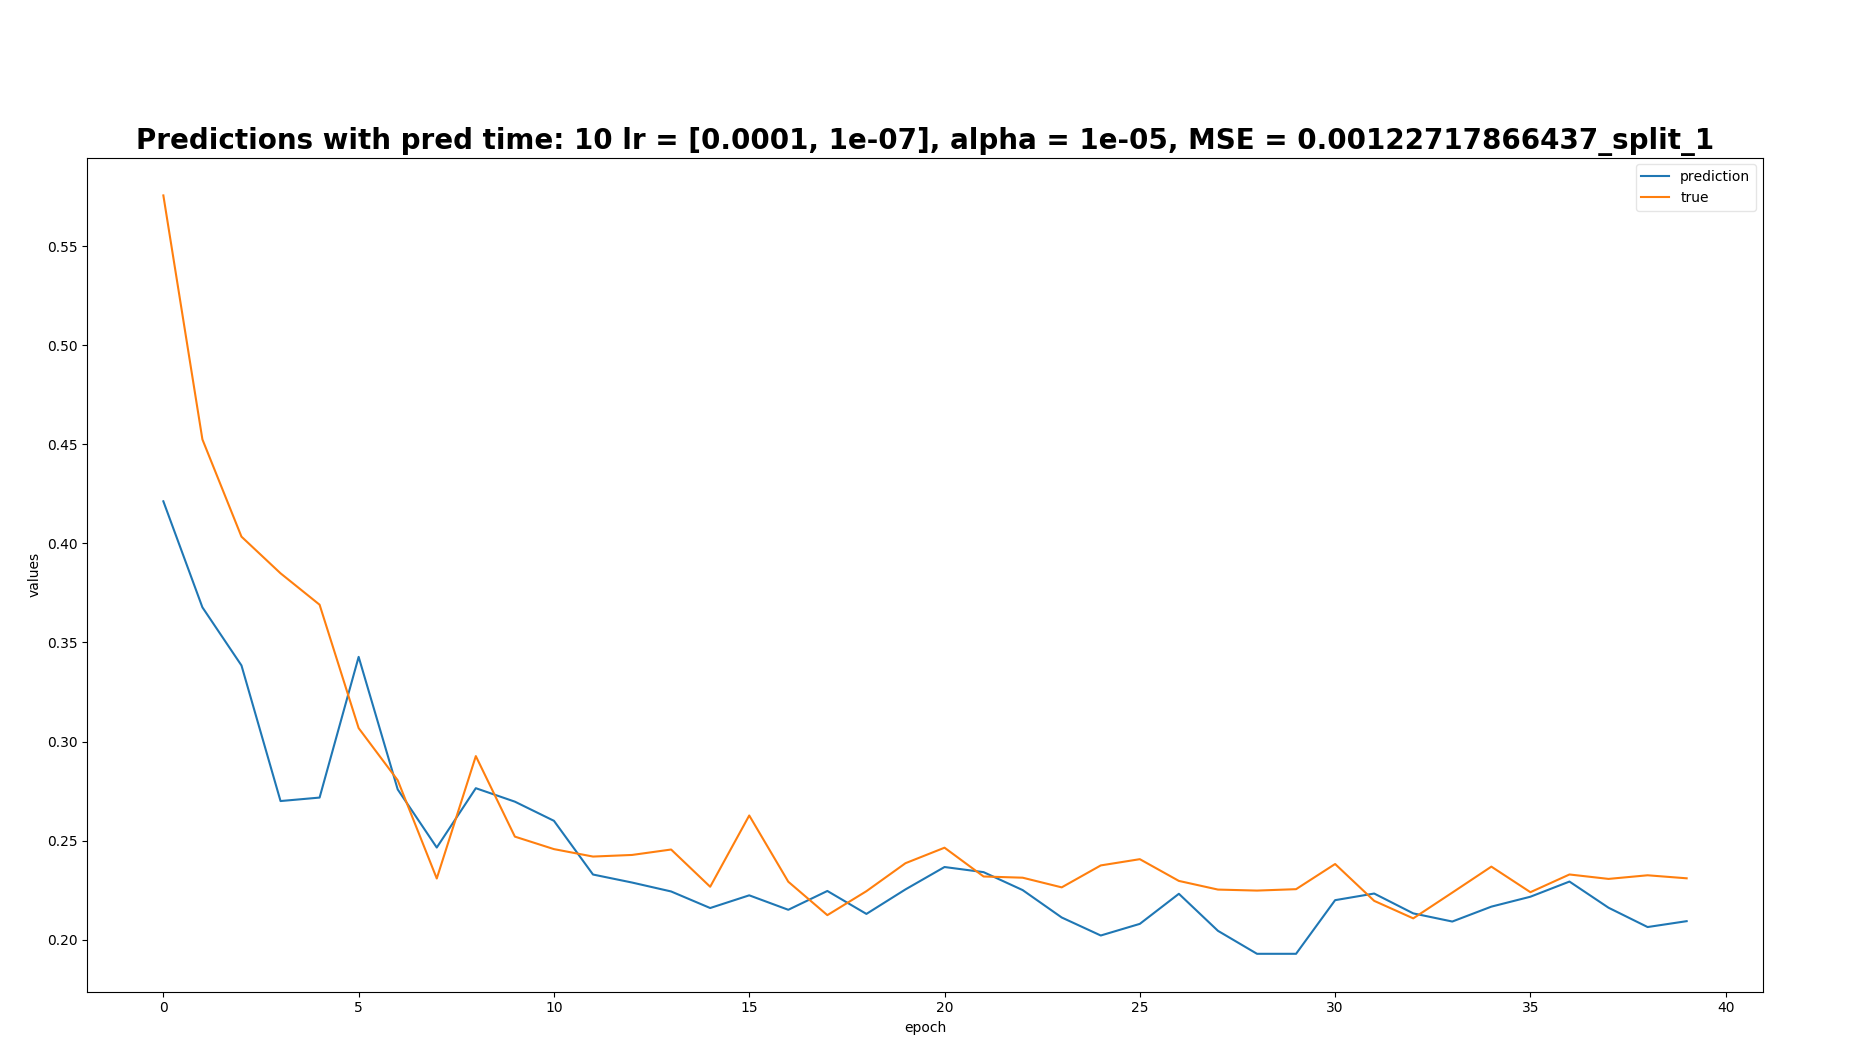 Predictions with pred time: 10 lr = [0.0001, 1e-07], alpha = 1e-05, MSE = 0.00122717866437_split_1
prediction
true
values
0.55
0.50
0.45
0.40
0.35
0.30
0.25
0.20
0 5 10 15 20 25 30 35 40
epoch